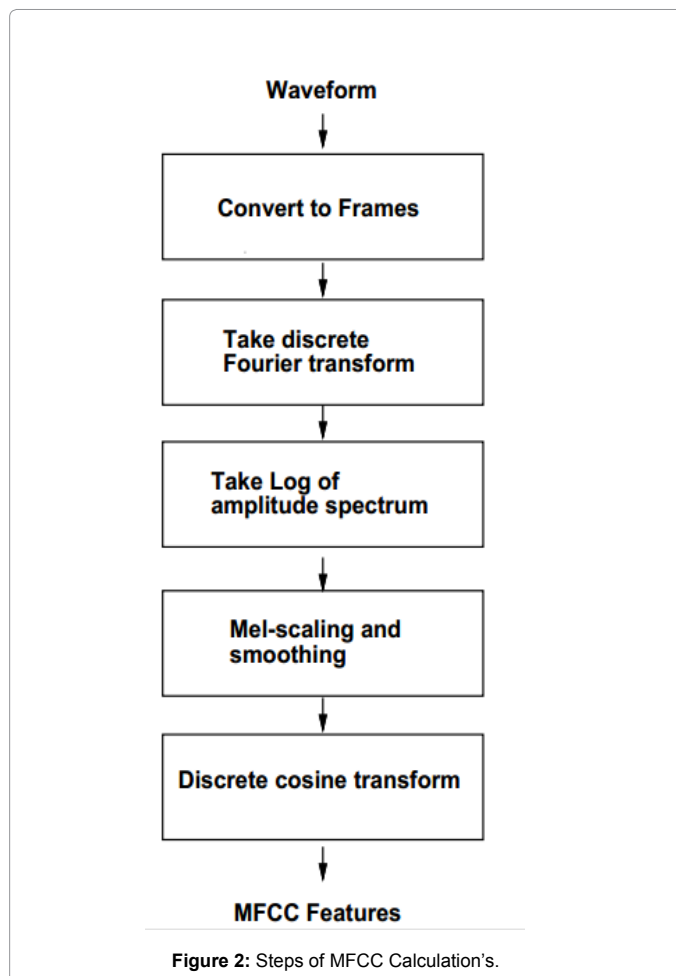 Waveform
Convert to Frames
Take discrete
Fourier transform
Take Log of
amplitude spectrum
Mel-scaling and
smoothing
Discrete cosine transform
MFCC Features
Figure 2: Steps of MFCC Calculation's.